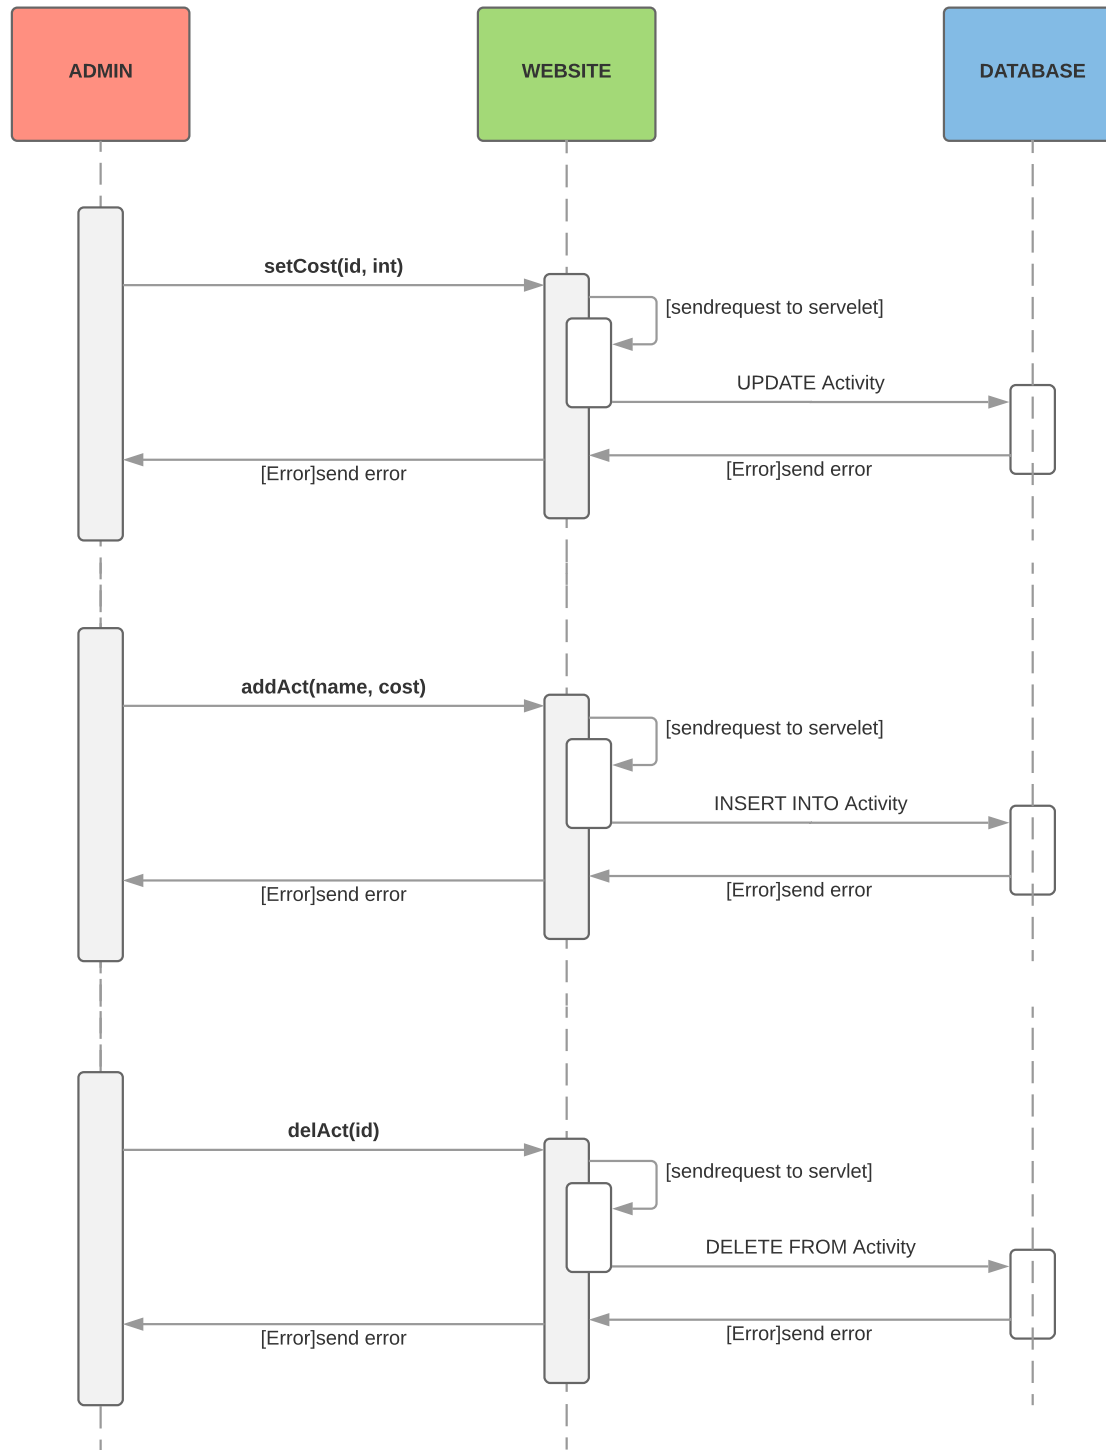 ADMIN
WEBSITE
DATABASE
setCost(id, int)
[sendrequest to servelet]
UPDATE Activity
[Error]send error
[Error]send error
addAct(name, cost)
[sendrequest to servelet]
INSERT INTO Activity
[Error]send error
[Error]send error
delAct(id)
[sendrequest to servlet]
DELETE FROM Activity
[Error]send error
[Error]send error